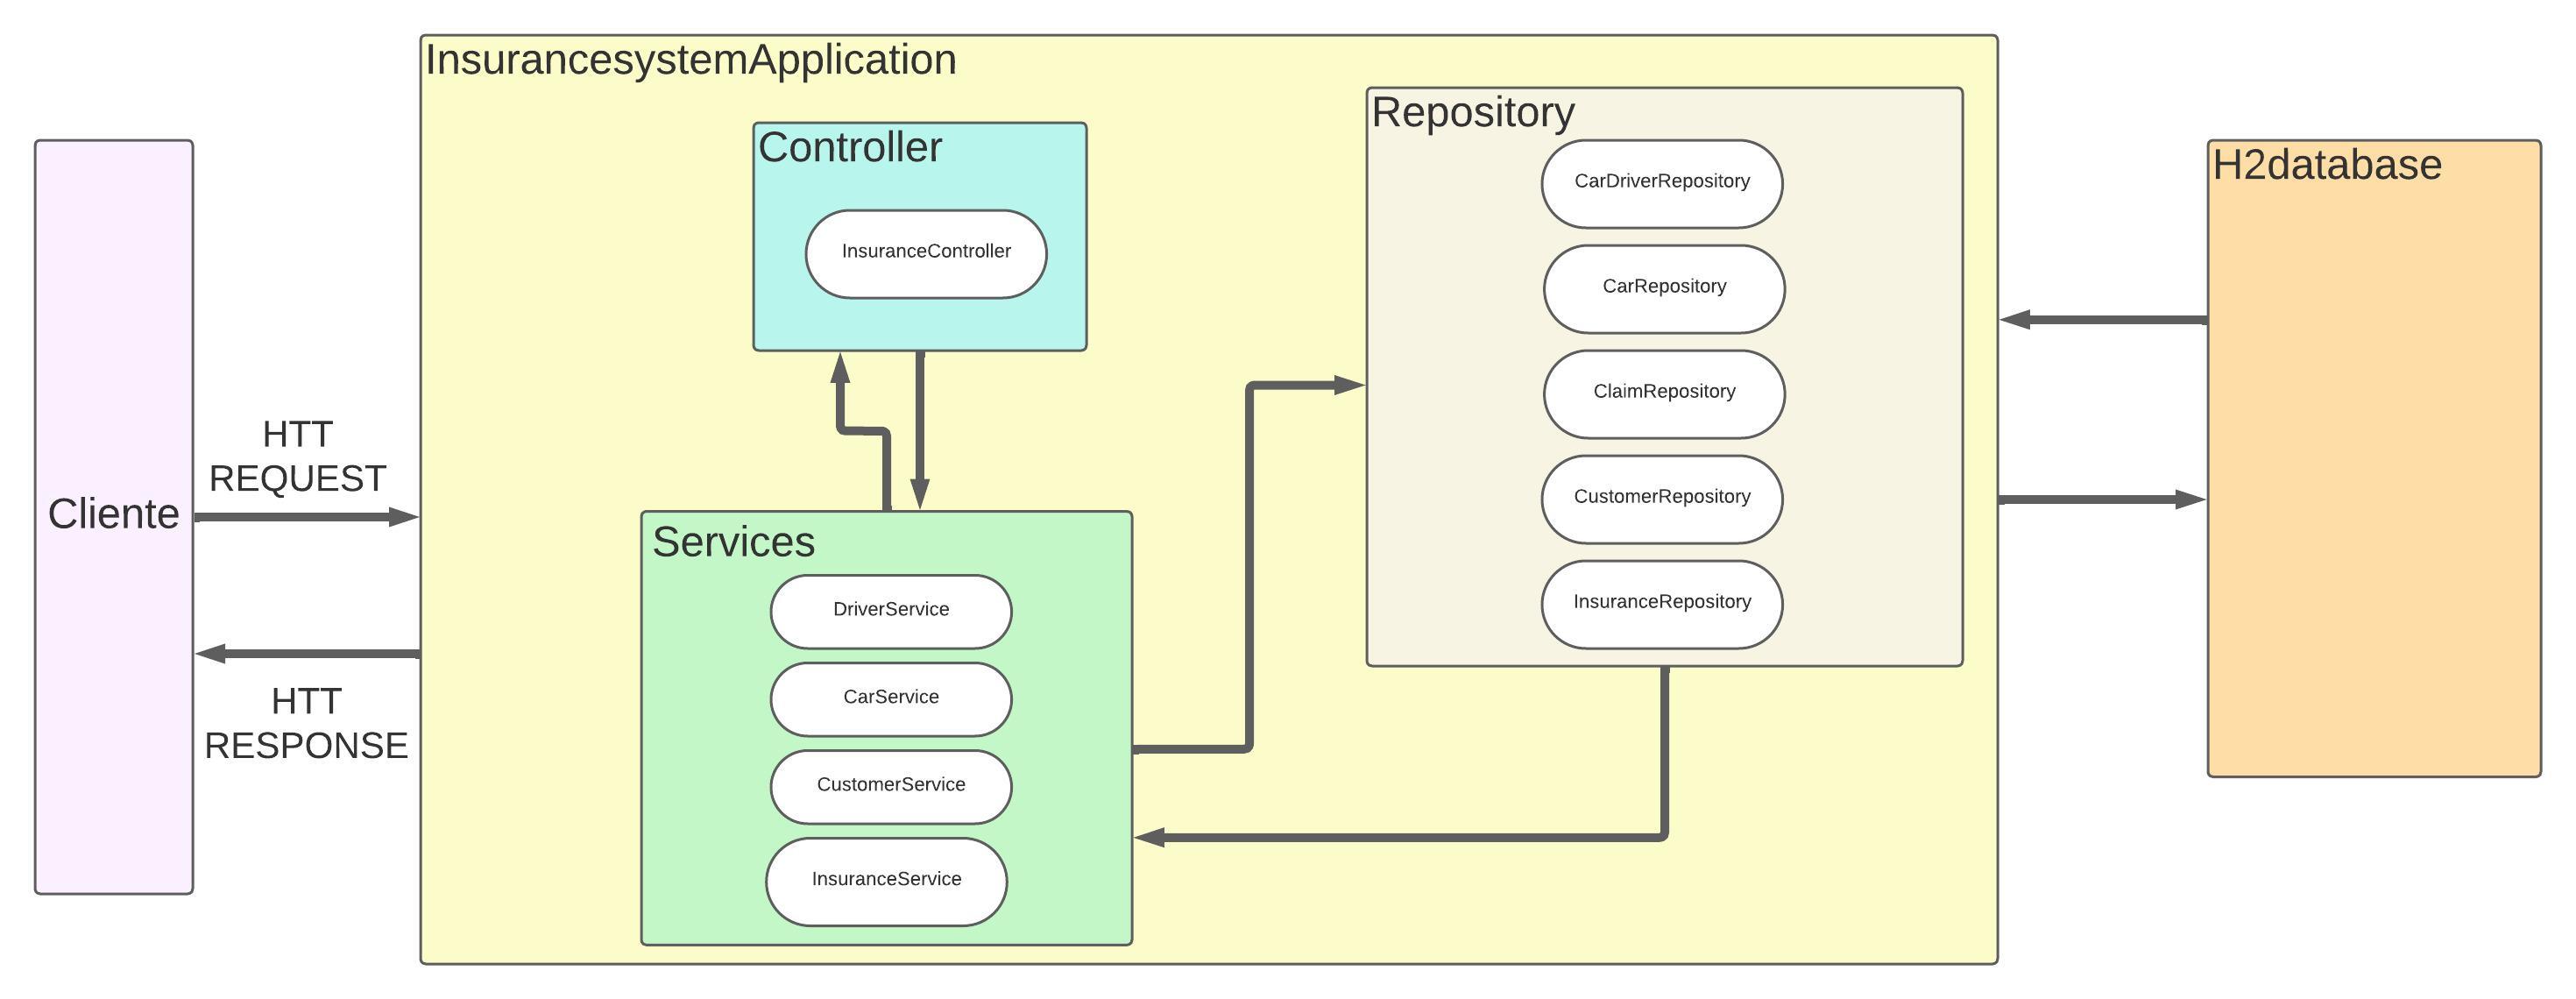 InsurancesystemApplication
Controller
InsuranceController
Repository
CarDriverRepository
CarRepository
ClaimRepository
CustomerRepository
InsuranceRepository
H2database
Cliente
HTT
REQUEST
HTT
RESPONSE
Services
DriverService
CarService
CustomerService
InsuranceService